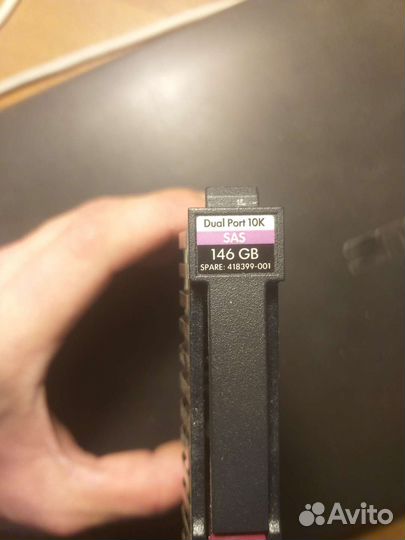 Dual Port 10K
SAS
146 GB
SPARE: 418399-001
Avito